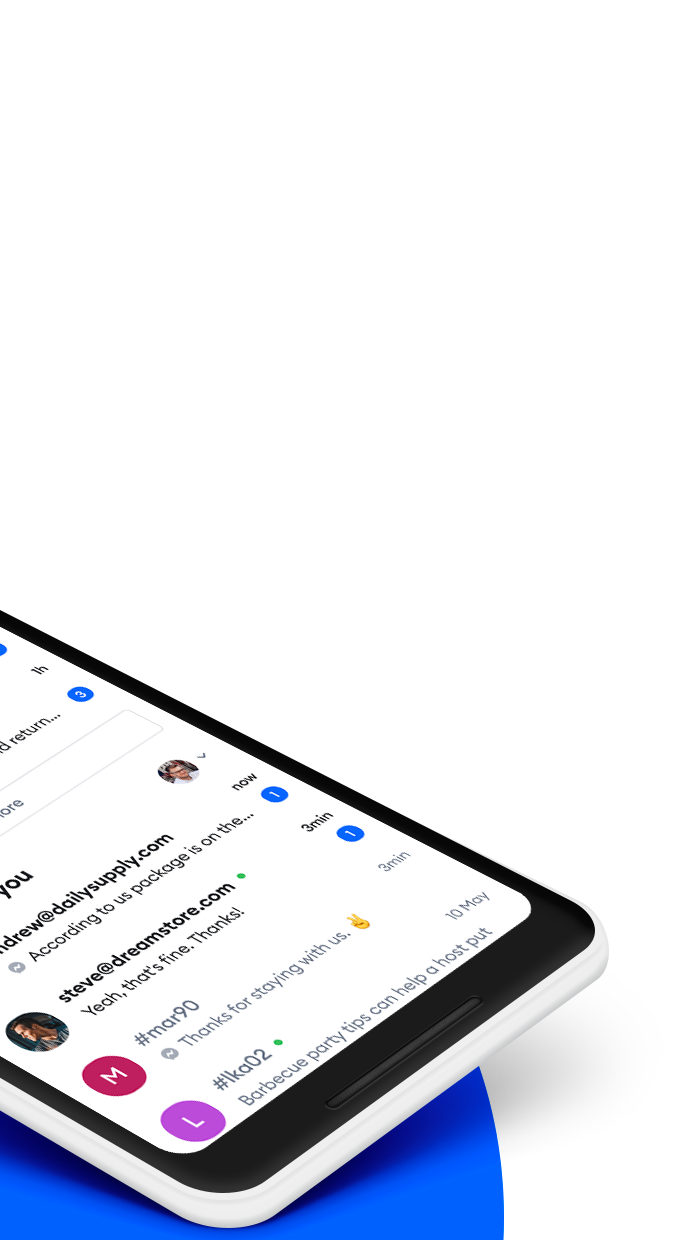 1h
d return...
3
ore
you
now
ndrew@dailysupply.com
According to us package is on the...
1
3min
steve@dreamstore.com
Yeah, that's fine. Thanks!
1
3min
#mar90
Thanks for staying with us. ✌️
M
10 May
#lka02
Barbecue party tips can help a host put
L